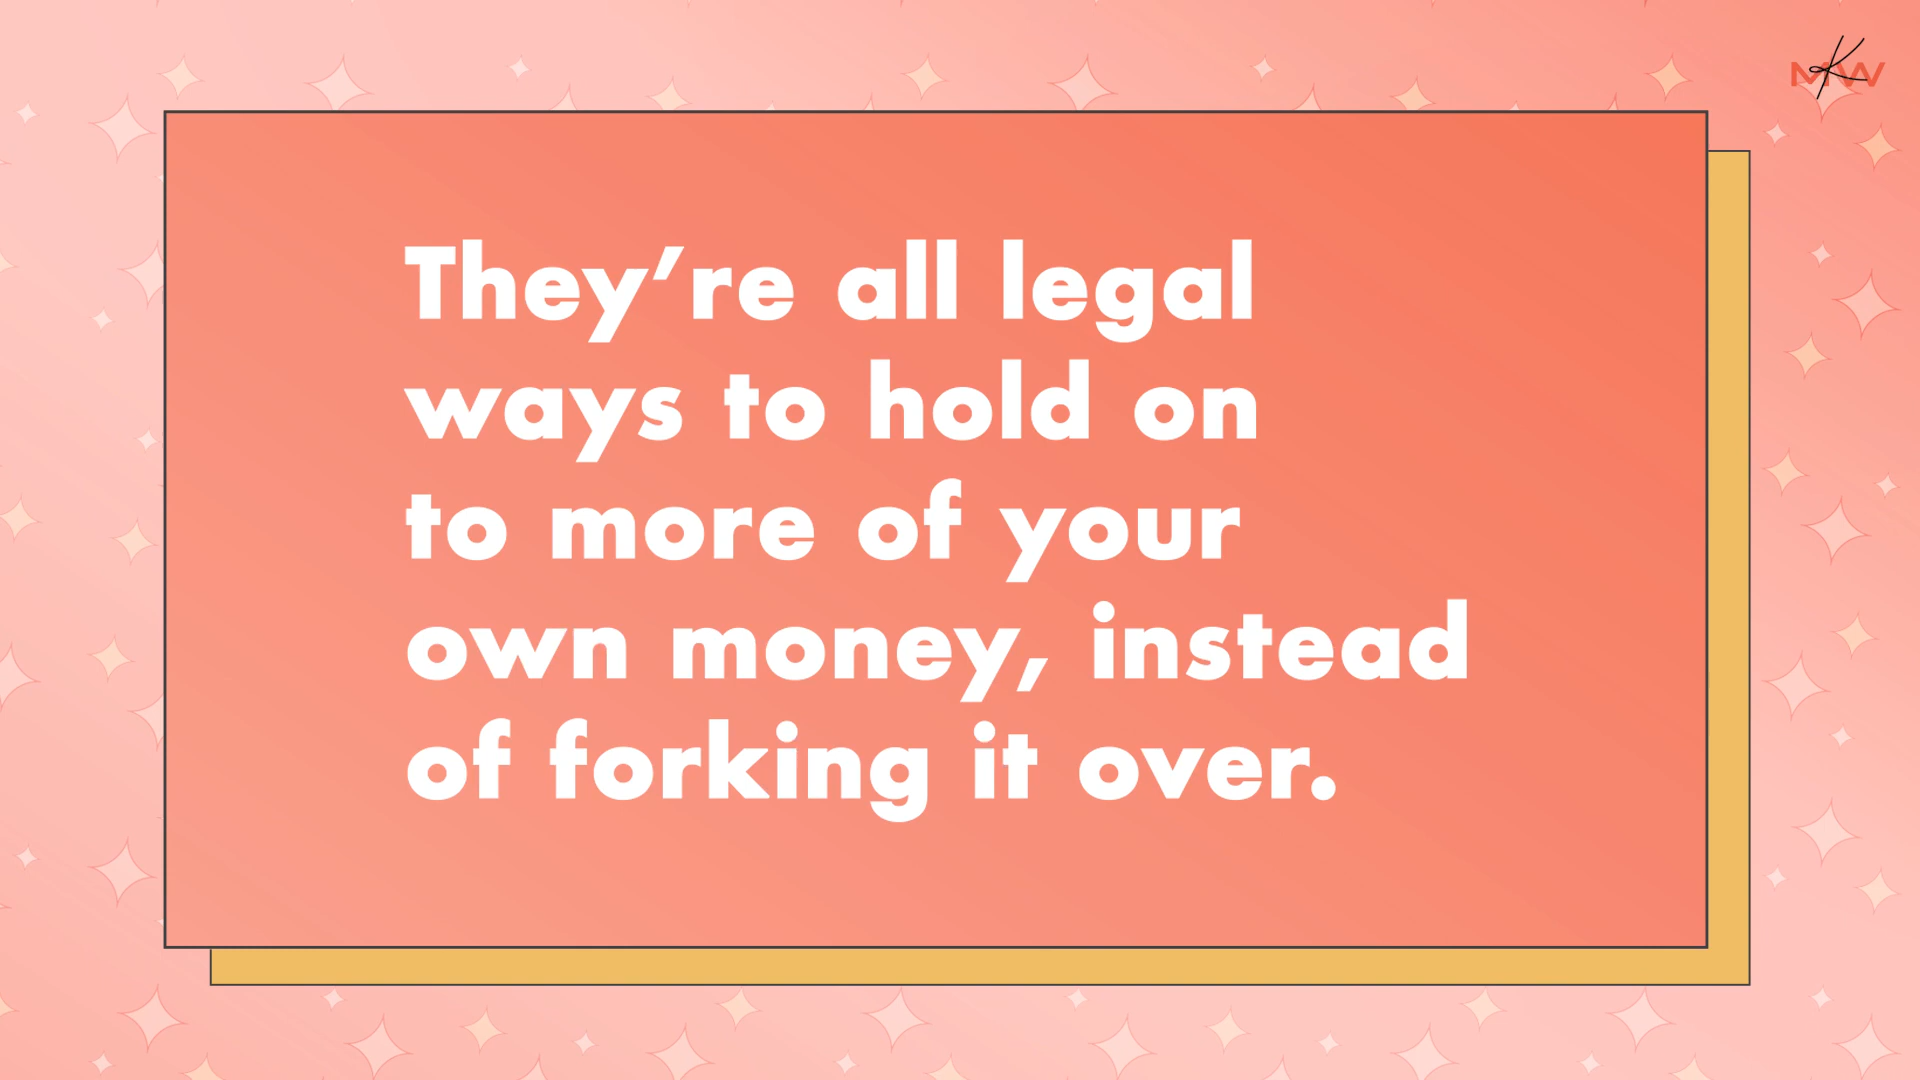 MKW
They’re all legal
ways to hold on
to more of your
own money, instead
of forking it over.